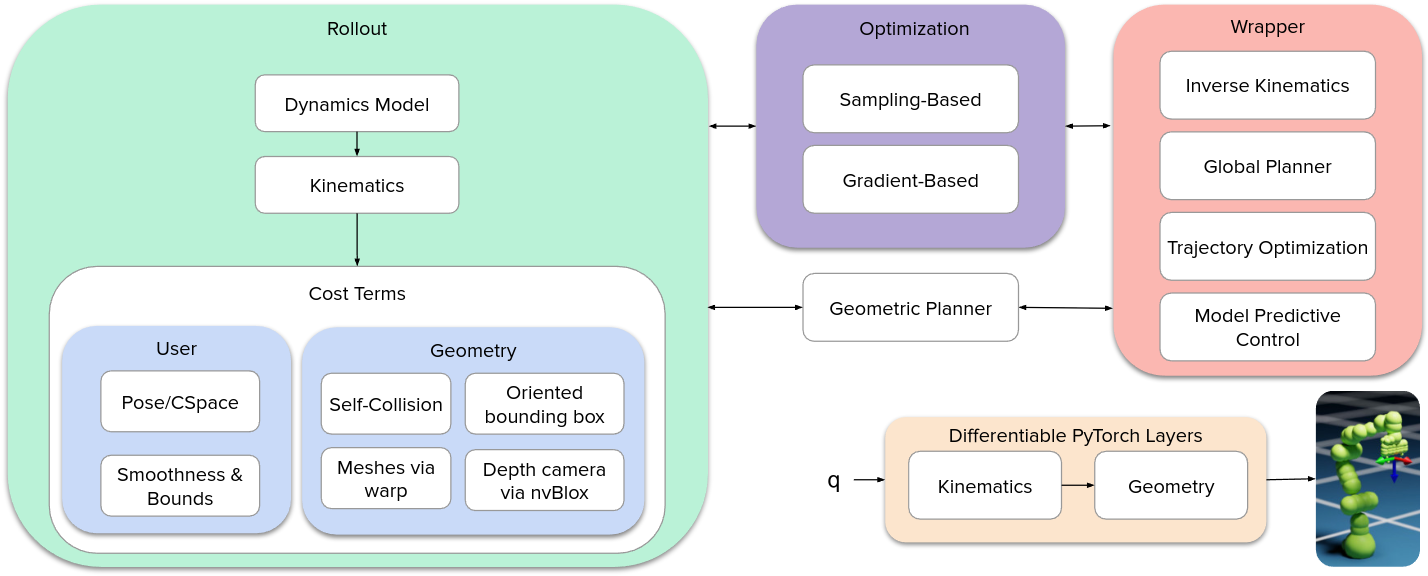 Rollout
Dynamics Model
Kinematics
Cost Terms
User
Pose/CSpace
Smoothness &
Bounds
Geometry
Self-Collision
Oriented
bounding box
Meshes via
warp
Depth camera
via nvBlox
Optimization
Sampling-Based
Gradient-Based
Geometric Planner
Wrapper
Inverse Kinematics
Global Planner
Trajectory Optimization
Model Predictive
Control
q
Differentiable PyTorch Layers
Kinematics
Geometry